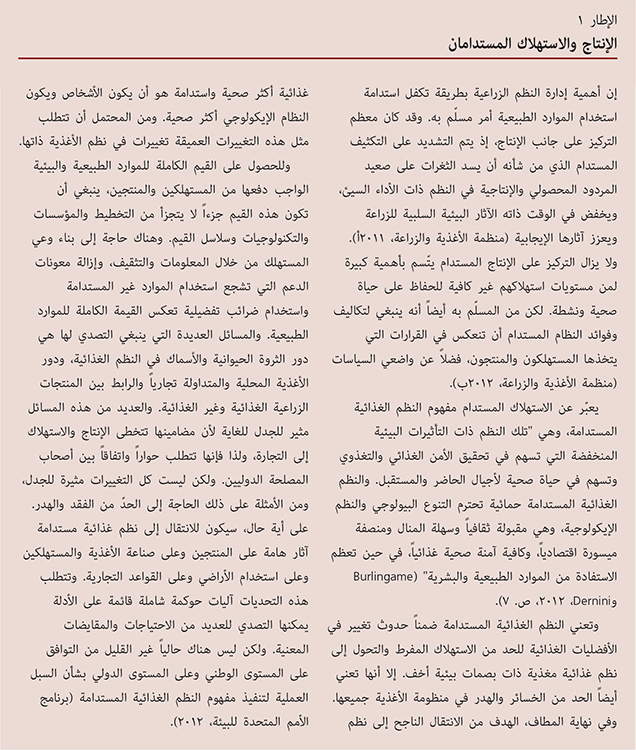 الإطار ١
الإنتاج والاستهلاك المستدامان
إن أهمية إدارة النظم الزراعية بطريقة تكفل استدامة
استخدام الموارد الطبيعية أمر مسلّم به. وقد كان معظم
التركيز على جانب الإنتاج، إذ يتم التشديد على التكثيف
المستدام الذي من شأنه أن يسد الثغرات على صعيد
المردود المحصولي والإنتاجية في النظم ذات الأداء السيئ،
ويخفض في الوقت ذاته الآثار البيئية السلبية للزراعة
ويعزز آثارها الإيجابية (منظمة الأغذية والزراعة، ٢٠١١أ).
ولا يزال التركيز على الإنتاج المستدام يتّسم بأهمية كبيرة
لمن مستويات استهلاكهم غير كافية للحفاظ على حياة
صحية ونشطة. لكن من المسلّم به أيضاً أنه ينبغي لتكاليف
وفوائد النظام المستدام أن تنعكس في القرارات التي
يتخذها المستهلكون والمنتجون، فضلاً عن واضعي السياسات
(منظمة الأغذية والزراعة، ٢٠١٢ب).
يعبّر عن الاستهلاك المستدام مفهوم النظم الغذائية
المستدامة، وهي "تلك النظم ذات التأثيرات البيئية
المنخفضة التي تسهم في تحقيق الأمن الغذائي والتغذوي
وتسهم في حياة صحية لأجيال الحاضر والمستقبل. والنظم
الغذائية المستدامة حمائية تحترم التنوع البيولوجي والنظم
الإيكولوجية، وهي مقبولة ثقافياً وسهلة المنال ومنصفة
ميسورة اقتصادياً، وكافية آمنة صحية غذائياً، في حين تعظم
الاستفادة من الموارد الطبيعية والبشرية" (Burlingame
وDernini، ٢٠١٢، ص. ٧).
وتعني النظم الغذائية المستدامة ضمناً حدوث تغيير في
الأفضليات الغذائية للحد من الاستهلاك المفرط والتحول إلى
نظم غذائية مغذية ذات بصمات بيئية أخف. إلا أنها تعني
أيضاً الحد من الخسائر والهدر في منظومة الأغذية جميعها.
وفي نهاية المطاف، الهدف من الانتقال الناجح إلى نظم
غذائية أكثر صحية واستدامة هو أن يكون الأشخاص ويكون
النظام الإيكولوجي أكثر صحية. ومن المحتمل أن تتطلب
مثل هذه التغييرات العميقة تغييرات في نظم الأغذية ذاتها.
وللحصول على القيم الكاملة للموارد الطبيعية والبيئية
الواجب دفعها من المستهلكين والمنتجين، ينبغي أن
تكون هذه القيم جزءاً لا يتجزأ من التخطيط والمؤسسات
والتكنولوجيات وسلاسل القيم. وهناك حاجة إلى بناء وعي
المستهلك من خلال المعلومات والتثقيف، وإزالة معونات
الدعم التي تشجع استخدام الموارد غير المستدامة
واستخدام ضرائب تفضيلية تعكس القيمة الكاملة للموارد
الطبيعية. والمسائل العديدة التي ينبغي التصدي لها هي
دور الثروة الحيوانية والأسماك في النظم الغذائية، ودور
الأغذية المحلية والمتداولة تجارياً والرابط بين المنتجات
الزراعية الغذائية وغير الغذائية. والعديد من هذه المسائل
مثير للجدل للغاية لأن مضامينها تتخطى الإنتاج والاستهلاك
إلى التجارة، ولذا فإنها تتطلب حواراً واتفاقاً بين أصحاب
المصلحة الدوليين. ولكن ليست كل التغييرات مثيرة للجدل،
ومن الأمثلة على ذلك الحاجة إلى الحدّ من الفقد والهدر.
على أية حال، سيكون للانتقال إلى نظم غذائية مستدامة
آثار هامة على المنتجين وعلى صناعة الأغذية والمستهلكين
وعلى استخدام الأراضي وعلى القواعد التجارية. وتتطلب
هذه التحديات آليات حوكمة شاملة قائمة على الأدلة
يمكنها التصدي للعديد من الاحتياجات والمقايضات
المعنية. ولكن ليس هناك حالياً غير القليل من التوافق
على المستوى الوطني وعلى المستوى الدولي بشأن السبل
العملية لتنفيذ مفهوم النظم الغذائية المستدامة (برنامج
الأمم المتحدة للبيئة، ٢٠١٢).